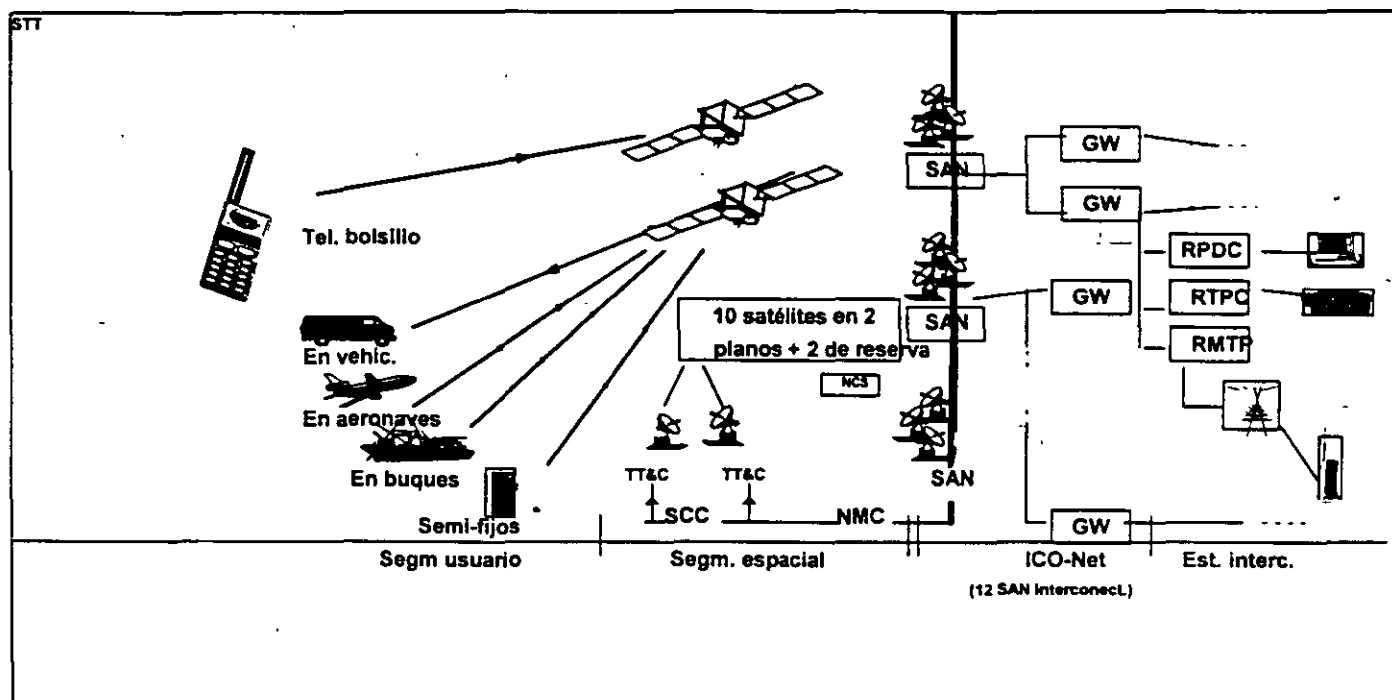 STT
GW
SAN
GW
Tel. bolsillo
RPDC
GW
RTPC
10 satélites en 2
planos + 2 de reserva
SAN
RMTP
En vehíc.
NCS
En aeronaves
En buques
TT&C
TT&C
SAN
Semi-fijos
SCC
NMC
GW
Segm usuario
Segm. espacial
ICO-Net
Est. interc.
(12 SAN InterconecL)